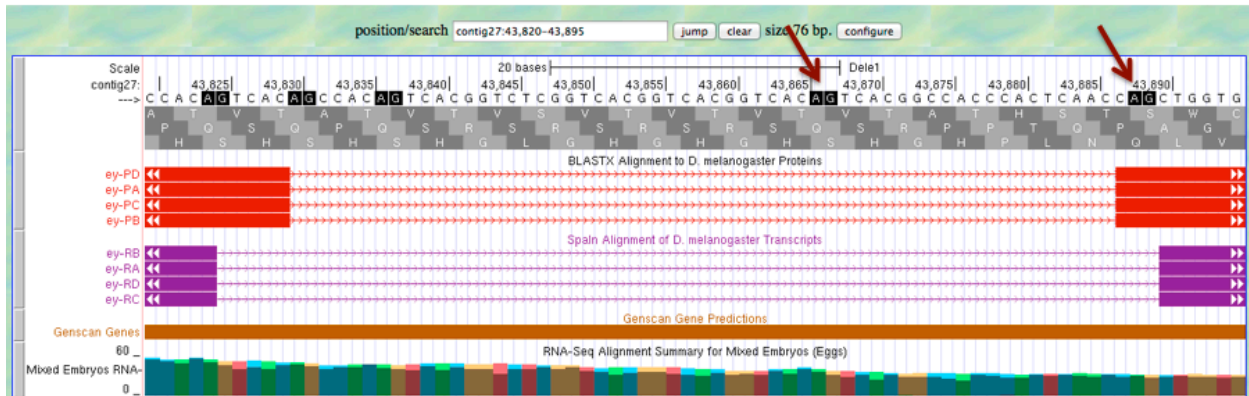 position/search contig27:43,820-43,895 jump clear size 76 bp. configure
Scale 20 bases Dele1
contig27: 43,825 43,830 43,835 43,840 43,845 43,850 43,855 43,860 43,865 43,870 43,875 43,880 43,885 43,890
---> C C A C A G T C A C A G C C A C A G T C A C G G T C T C G G T C A C G G T C A C G G T C A C A G T C A C G G C C A C C C A C T C A A C C A G C T G G T G
A T V T A T V T V S V T V T V T V T A T H S T S W C
P Q S Q P Q S R S R S R S R S Q S R P P T Q P A G
H S H S H S H G L G H G H G H S H G H P L N Q L V
BLASTX Alignment to D. melanogaster Proteins
ey-PD
ey-PA
ey-PC
ey-PB
Spaln Alignment of D. melanogaster Transcripts
ey-RB
ey-RA
ey-RD
ey-RC
Genscan Gene Predictions
Genscan Genes
RNA-Seq Alignment Summary for Mixed Embryos (Eggs)
60 _
Mixed Embryos RNA-
0 _